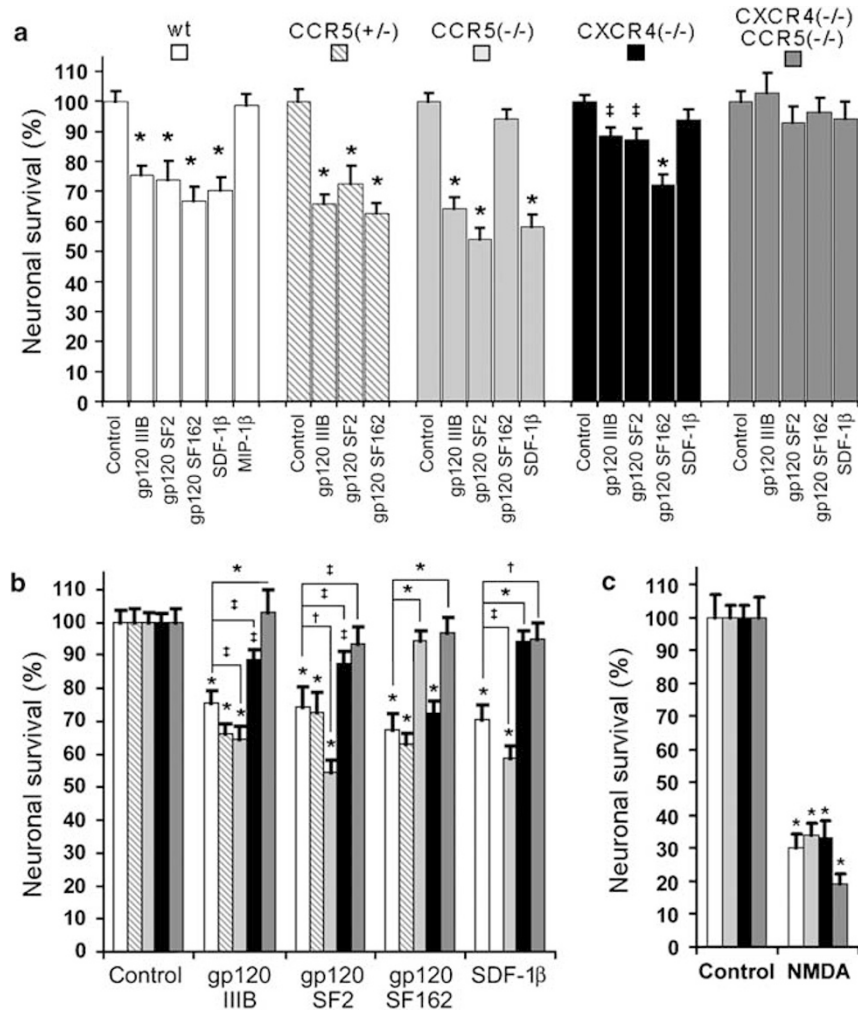 a
wt
CCR5(+/-)
CCR5(-/-)
CXCR4(-/-)
CXCR4(-/-)
CCR5(-/-)
Neuronal survival (%)
110
100
90
80
70
60
50
40
30
20
10
0
* * * *
* * *
* * *
‡ ‡ *
Control
gp120 IIIB
gp120 SF2
gp120 SF162
SDF-1β
MIP-1β
Control
gp120 IIIB
gp120 SF2
gp120 SF162
Control
gp120 IIIB
gp120 SF2
gp120 SF162
SDF-1β
Control
gp120 IIIB
gp120 SF2
gp120 SF162
SDF-1β
Control
gp120 IIIB
gp120 SF2
gp120 SF162
SDF-1β
b
Neuronal survival (%)
110
100
90
80
70
60
50
40
30
20
10
0
*
‡
‡
* * * ‡
‡
‡
†
* * * ‡
*
*
* * *
†
*
‡
* *
Control
gp120
IIIB
gp120
SF2
gp120
SF162
SDF-1β
c
Neuronal survival (%)
110
100
90
80
70
60
50
40
30
20
10
0
* * * *
Control
NMDA